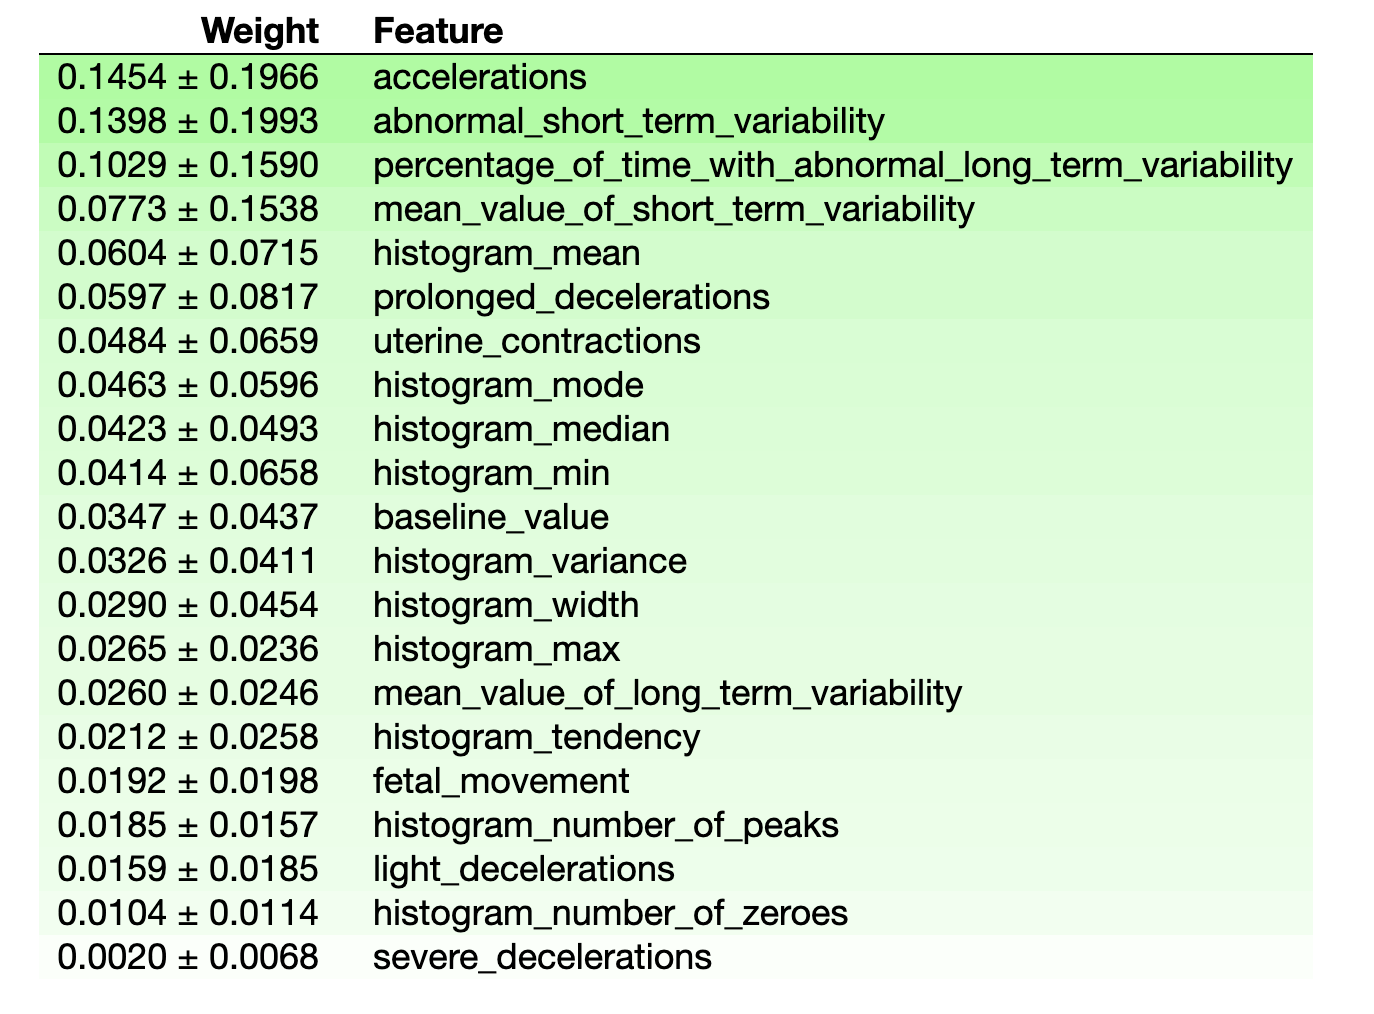 Weight Feature
0.1454 ± 0.1966 accelerations
0.1398 ± 0.1993 abnormal_short_term_variability
0.1029 ± 0.1590 percentage_of_time_with_abnormal_long_term_variability
0.0773 ± 0.1538 mean_value_of_short_term_variability
0.0604 ± 0.0715 histogram_mean
0.0597 ± 0.0817 prolonged_decelerations
0.0484 ± 0.0659 uterine_contractions
0.0463 ± 0.0596 histogram_mode
0.0423 ± 0.0493 histogram_median
0.0414 ± 0.0658 histogram_min
0.0347 ± 0.0437 baseline_value
0.0326 ± 0.0411 histogram_variance
0.0290 ± 0.0454 histogram_width
0.0265 ± 0.0236 histogram_max
0.0260 ± 0.0246 mean_value_of_long_term_variability
0.0212 ± 0.0258 histogram_tendency
0.0192 ± 0.0198 fetal_movement
0.0185 ± 0.0157 histogram_number_of_peaks
0.0159 ± 0.0185 light_decelerations
0.0104 ± 0.0114 histogram_number_of_zeroes
0.0020 ± 0.0068 severe_decelerations